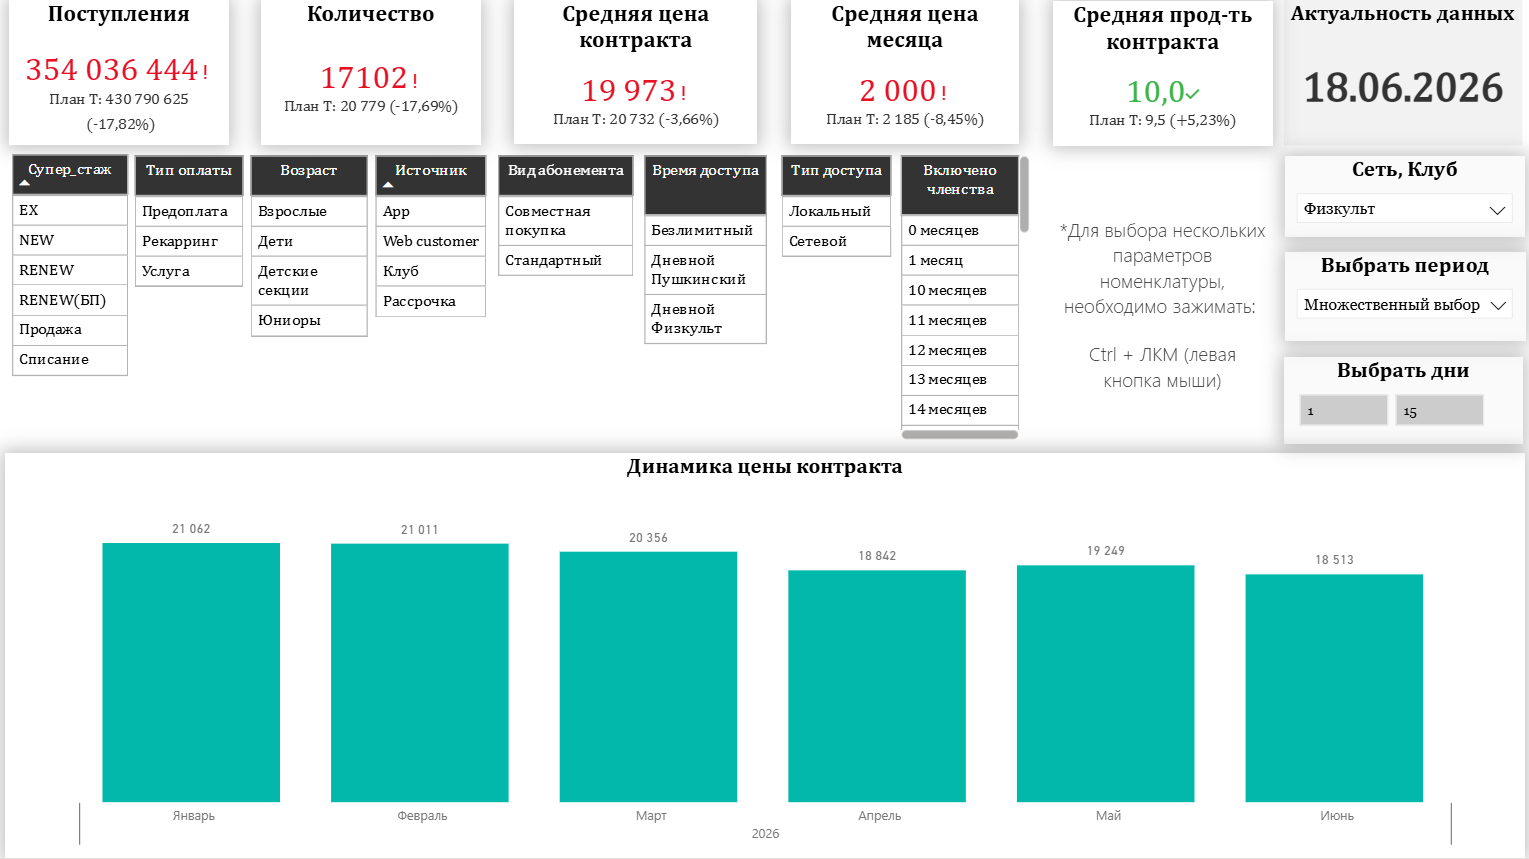 Поступления
354 036 444!
План Т: 430 790 625
(-17,82%)
Количество
17102!
План Т: 20 779 (-17,69%)
Средняя цена
контракта
19 973!
План Т: 20 732 (-3,66%)
Средняя цена
месяца
2 000!
План Т: 2 185 (-8,45%)
Средняя прод-ть
контракта
10,0
План Т: 9,5 (+5,23%)
Актуальность данных
18.06.2026
Супер_стаж
EX
NEW
RENEW
RENEW(БП)
Продажа
Списание
Тип оплаты
Предоплата
Рекарринг
Услуга
Возраст
Взрослые
Дети
Детские
секции
Юниоры
Источник
App
Web customer
Клуб
Рассрочка
Вид абонемента
Совместная
покупка
Стандартный
Время доступа
Безлимитный
Дневной
Пушкинский
Дневной
Физкульт
Тип доступа
Локальный
Сетевой
Включено
членства
0 месяцев
1 месяц
10 месяцев
11 месяцев
12 месяцев
13 месяцев
14 месяцев
*Для выбора нескольких
параметров
номенклатуры,
необходимо зажимать:
Ctrl + ЛКМ (левая
кнопка мыши)
Сеть, Клуб
Физкульт
Выбрать период
Множественный выбор
Выбрать дни
1
15
Динамика цены контракта
21 062
21 011
20 356
18 842
19 249
18 513
Январь
Февраль
Март
Апрель
Май
Июнь
2026